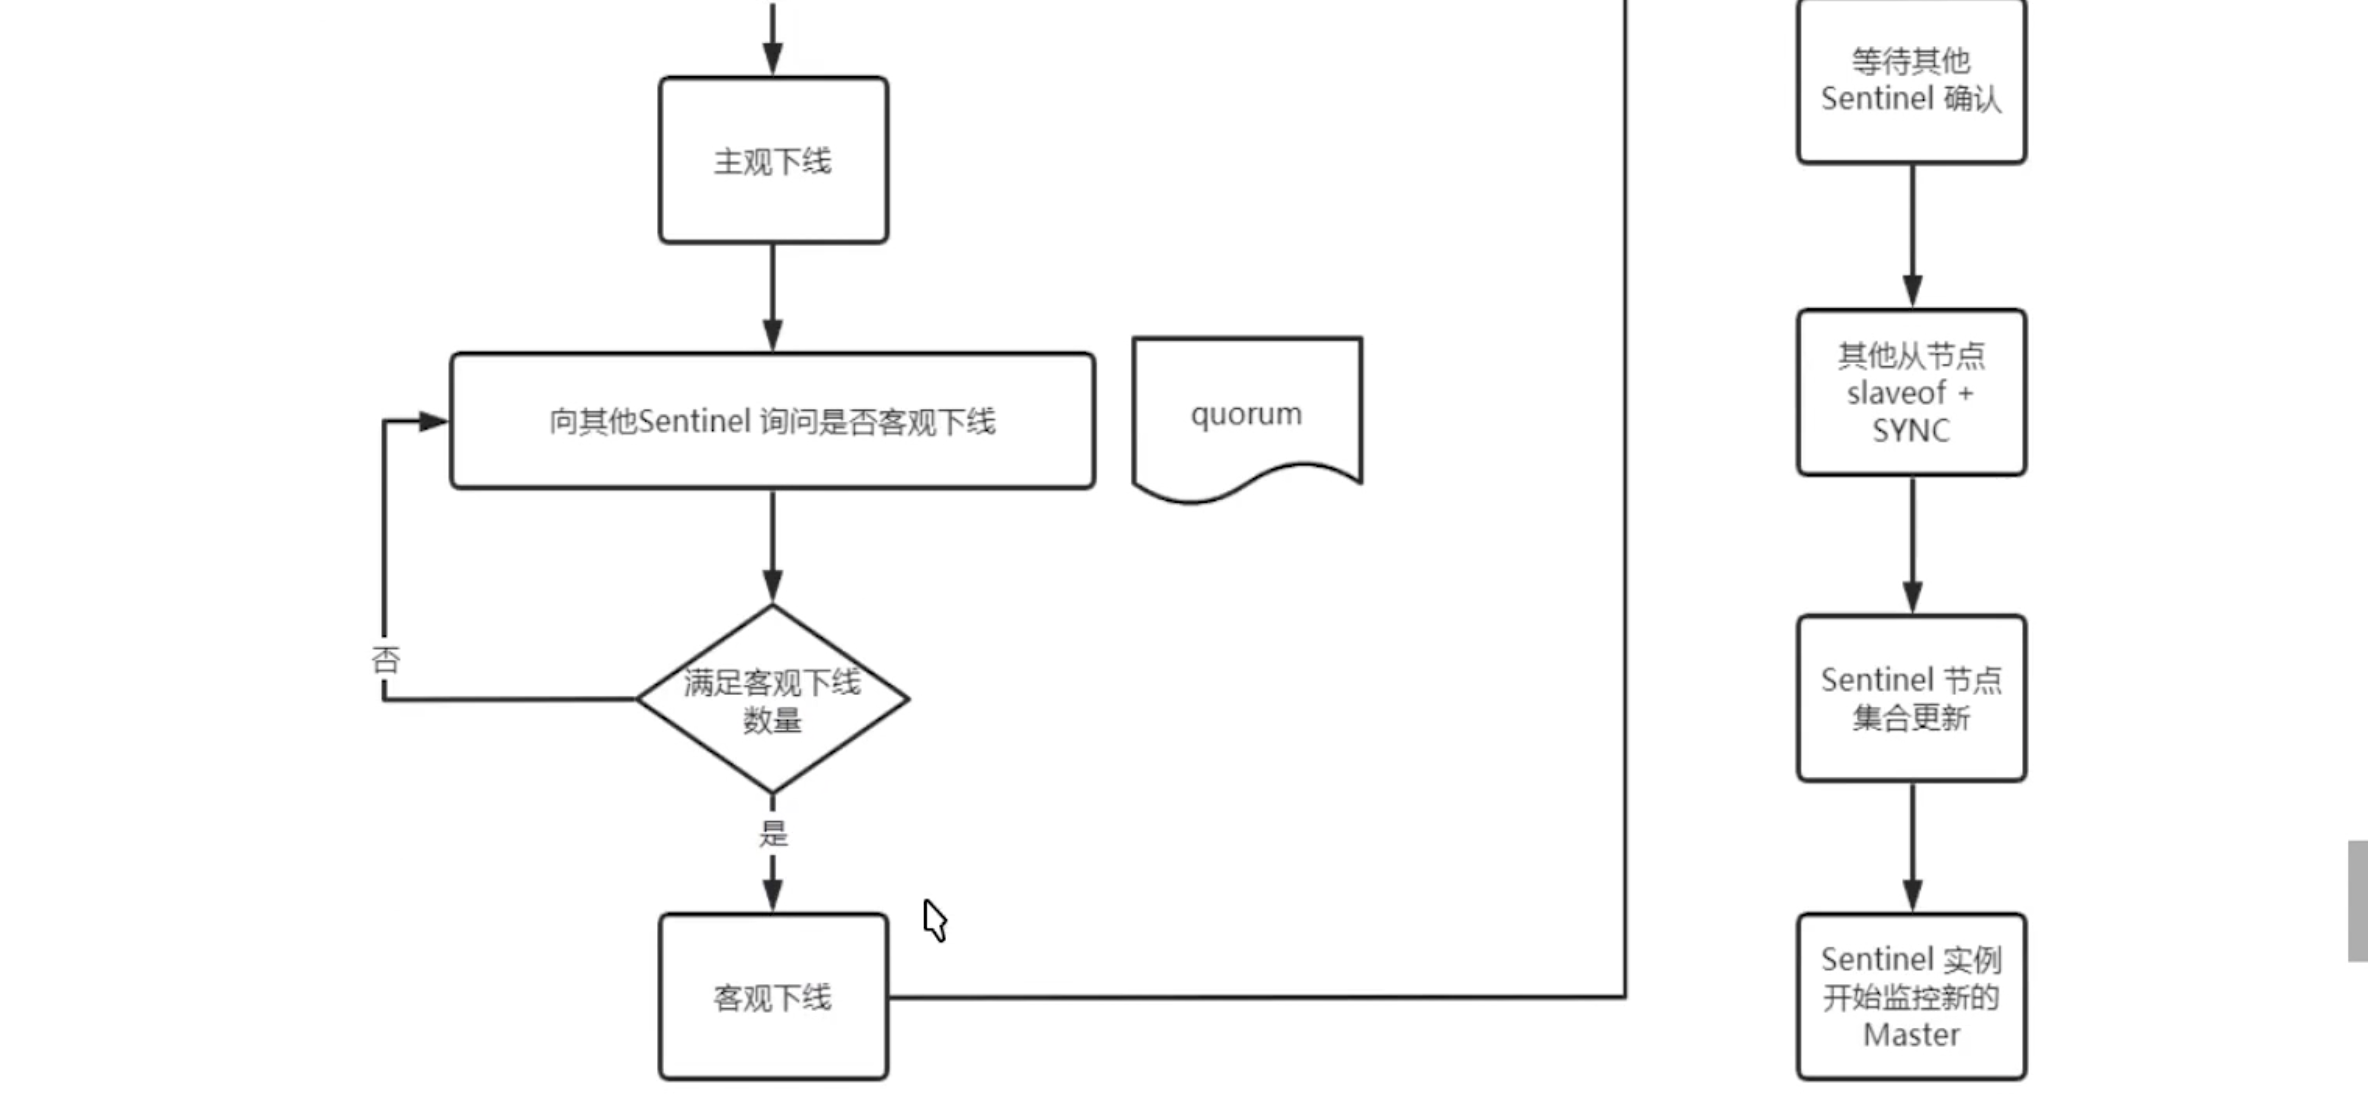 主观下线
向其他Sentinel 询问是否客观下线
quorum
否
满足客观下线
数量
是
客观下线
等待其他
Sentinel 确认
其他从节点
slaveof +
SYNC
Sentinel 节点
集合更新
Sentinel 实例
开始监控新的
Master